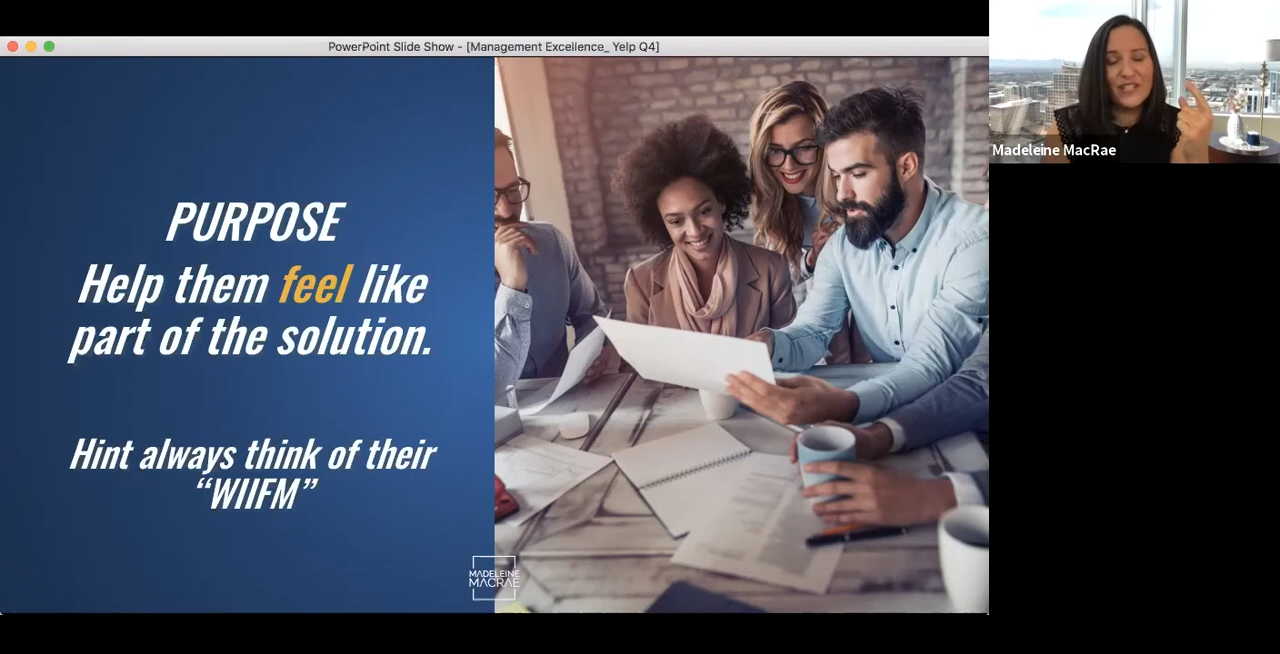 PowerPoint Slide Show - [Management Excellence_ Yelp Q4]
PURPOSE
Help them feel like
part of the solution.
Hint always think of their
“WIIFM”
MADELEINE
MACRAE
Madeleine MacRae